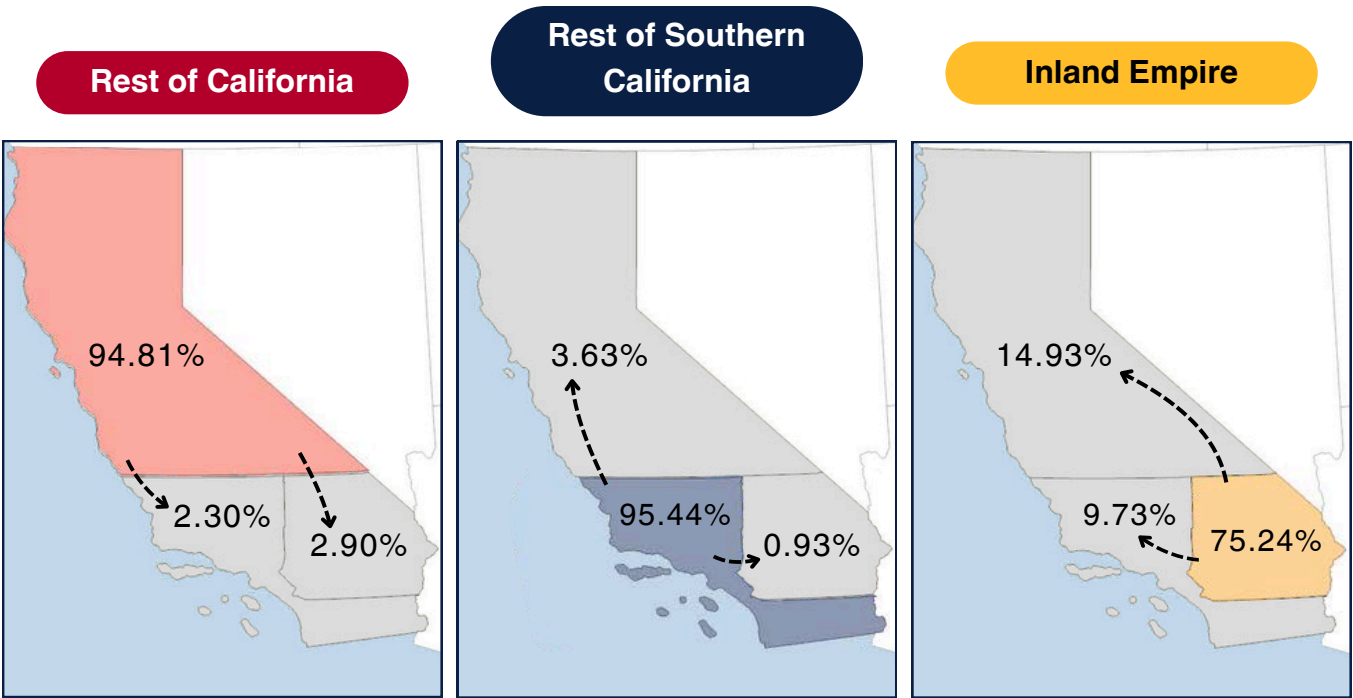 Rest of California
Rest of Southern
California
Inland Empire
94.81%
2.30%
2.90%
3.63%
95.44%
0.93%
14.93%
9.73%
75.24%